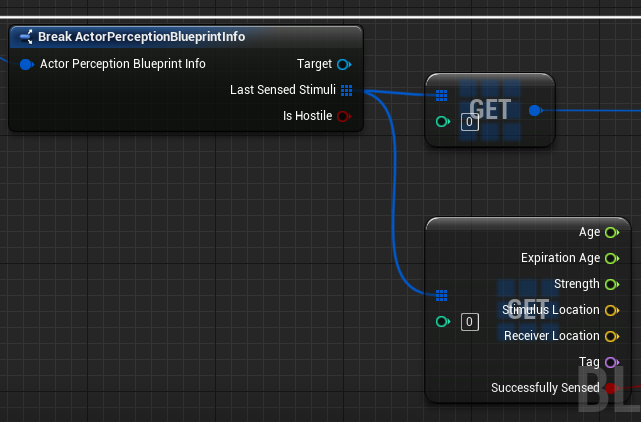 Break ActorPerceptionBlueprintInfo
Actor Perception Blueprint Info
Target
Last Sensed Stimuli
Is Hostile
GET
0
Age
Expiration Age
Strength
GET
Stimulus Location
0
Receiver Location
Tag
Successfully Sensed
BL